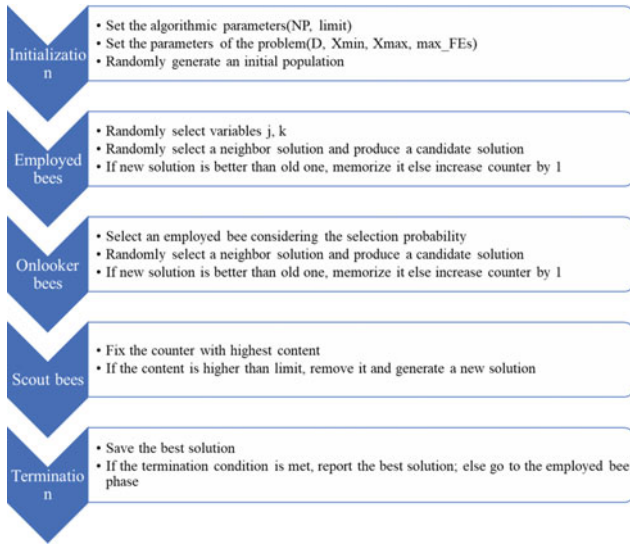 Initializatio
n
• Set the algorithmic parameters(NP, limit)
• Set the parameters of the problem(D, Xmin, Xmax, max_FEs)
• Randomly generate an initial population
Employed
bees
• Randomly select variables j, k
• Randomly select a neighbor solution and produce a candidate solution
• If new solution is better than old one, memorize it else increase counter by 1
Onlooker
bees
• Select an employed bee considering the selection probability
• Randomly select a neighbor solution and produce a candidate solution
• If new solution is better than old one, memorize it else increase counter by 1
Scout bees
• Fix the counter with highest content
• If the content is higher than limit, remove it and generate a new solution
Terminatio
n
• Save the best solution
• If the termination condition is met, report the best solution; else go to the employed bee
phase